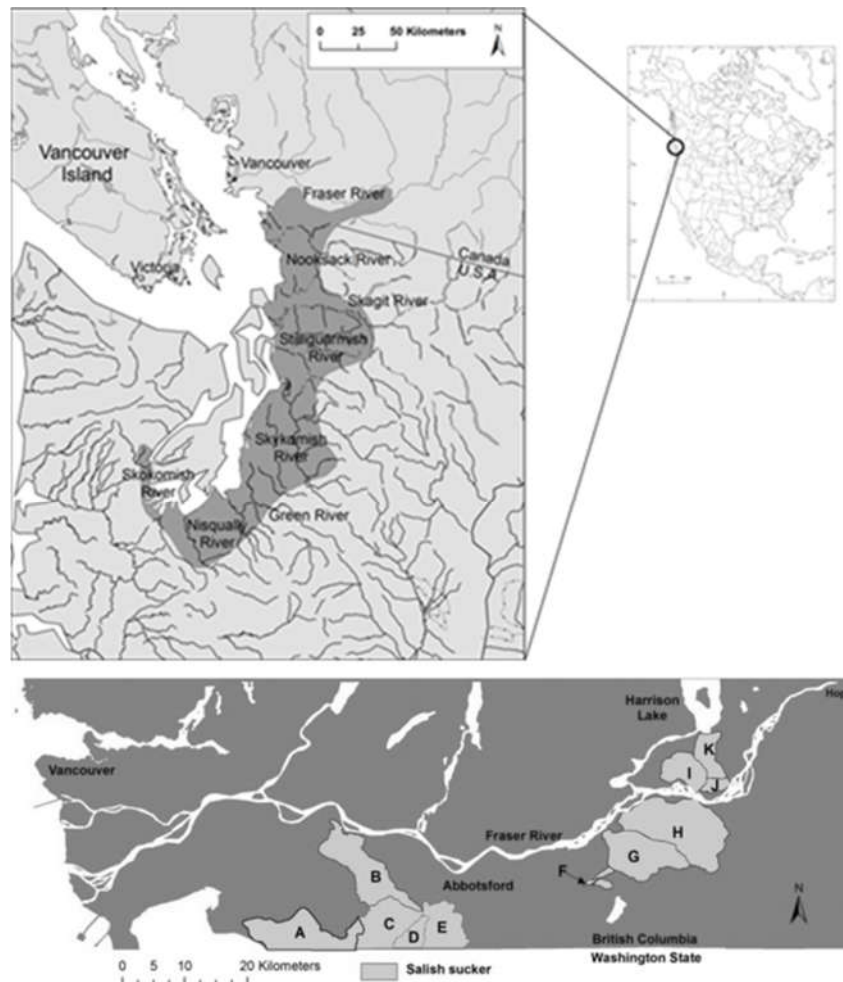 0 25 50 Kilometers
N
Vancouver
Island
Vancouver
Fraser River
Victoria
Nooksack River
Canada
U.S.A.
Skagit River
Stillguamish
River
Skykomish
River
Skokomish
River
Green River
Nisqually
River
Harrison
Lake
Hop
Vancouver
K
I
J
Fraser River
H
G
F
B
Abbotsford
N
A
C
D
E
British Columbia
Washington State
0 5 10 20 Kilometers
Salish sucker